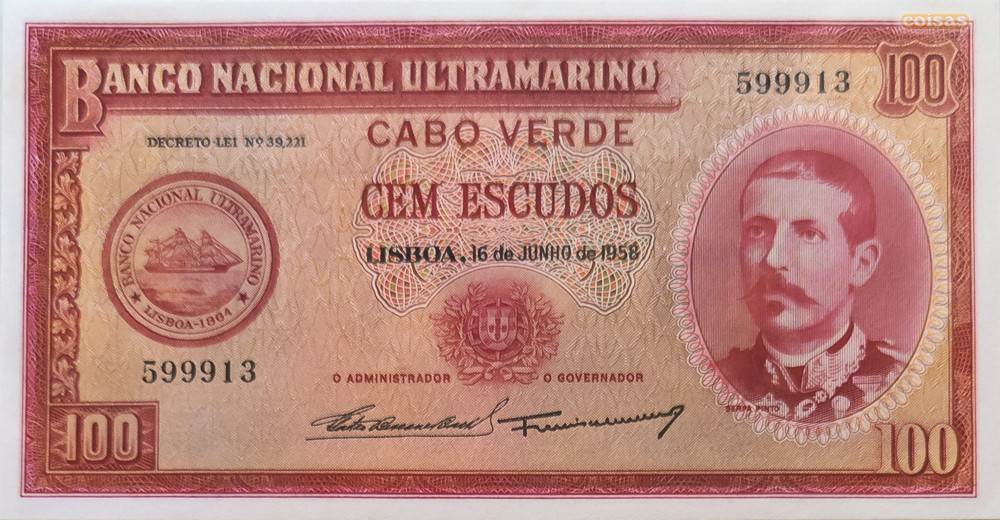 coisas
BANCO NACIONAL ULTRAMARINO
599913
100
CABO VERDE
DECRETO-LEI Nº 39,221
CEM ESCUDOS
LISBOA, 16 de JUNHO de 1958
BANCO NACIONAL ULTRAMARINO
LISBOA-1864
599913
O ADMINISTRADOR
O GOVERNADOR
SERPA PINTO
100
100